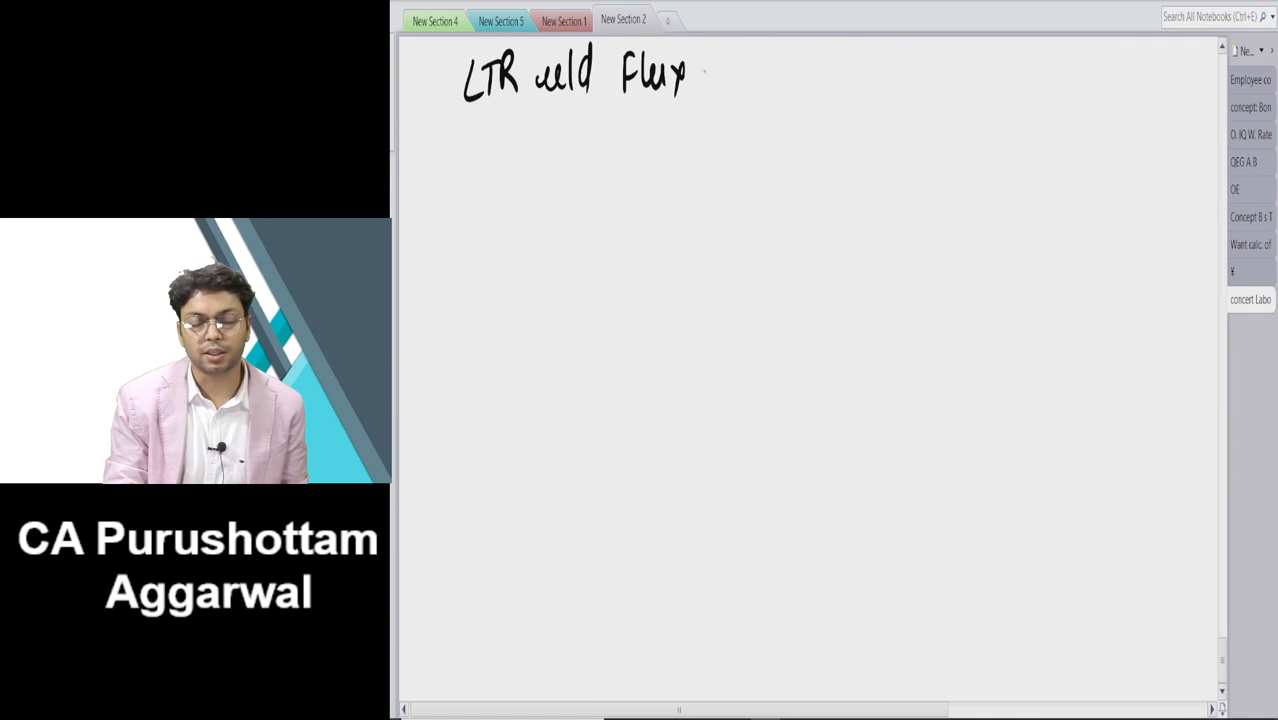 New Section 4
New Section 5
New Section 1
New Section 2
Search All Notebooks (Ctrl+E)
Ne...
LTR Flux
Employee co
concept: Bon
O. IQ W. Rate
QEG A B
OE
Concept 8 s T
Want calc. of
¥
concert Labo
CA Purushottam
Aggarwal